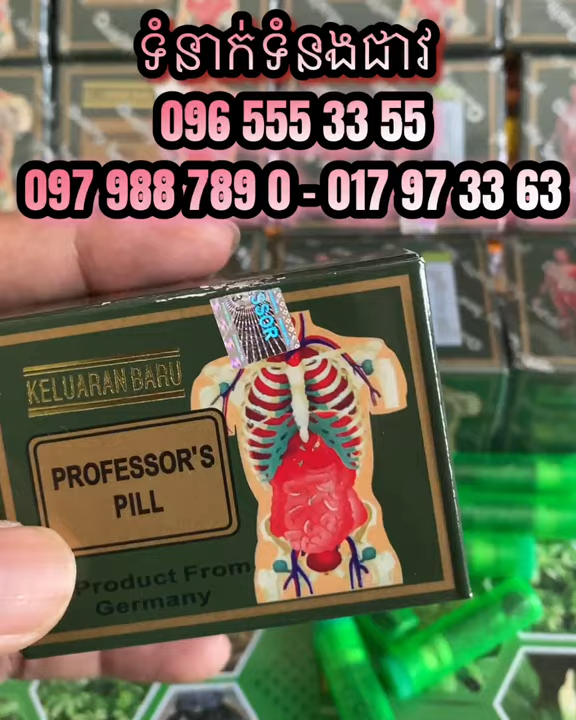 ទំនាក់ទំនងជាវ
096 555 33 55
097 988 789 0 - 017 97 33 63
SSOR
KELUARAN BARU
PROFESSOR'S
PILL
Product From
Germany